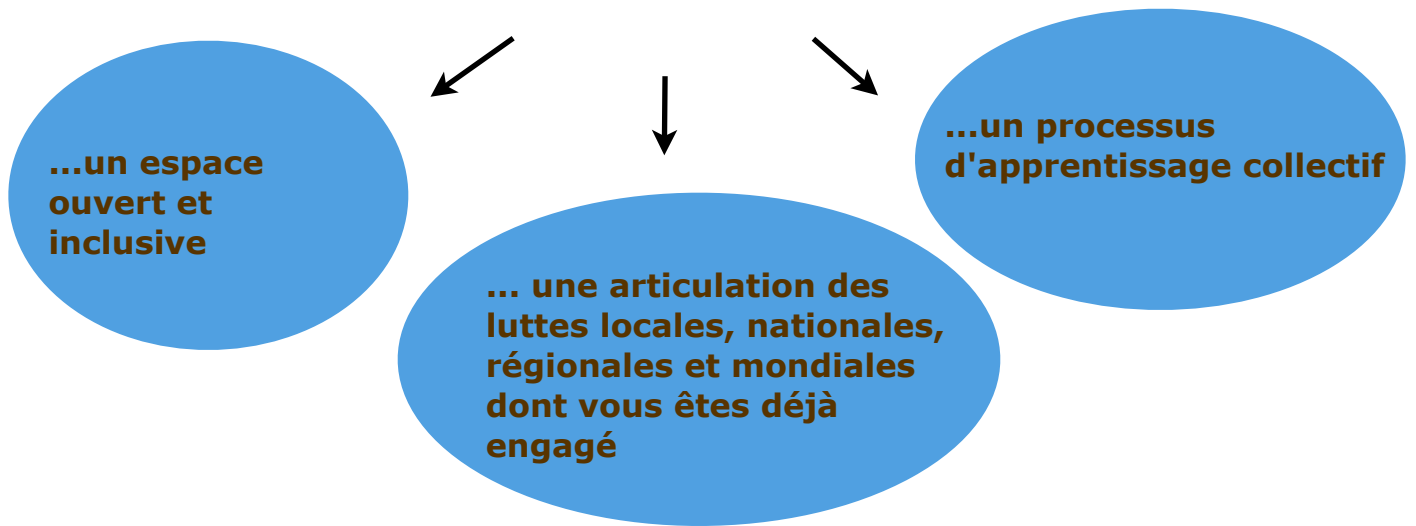 ...un espace
ouvert et
inclusive
... une articulation des
luttes locales, nationales,
régionales et mondiales
dont vous êtes déjà
engagé
...un processus
d'apprentissage collectif